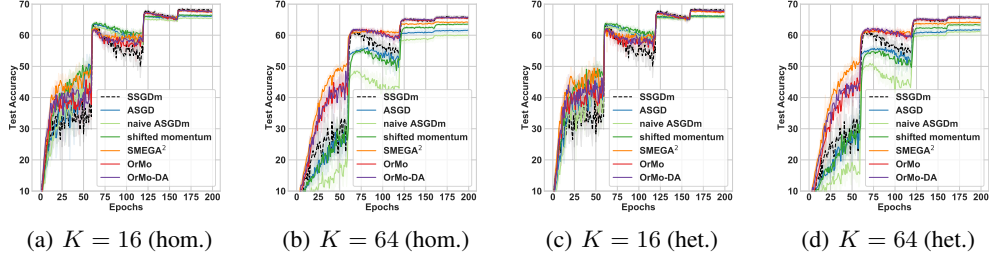 70
60
50
40
30
20
10
Test Accuracy
0 25 50 75 100 125 150 175 200
Epochs
SSGDm
ASGD
naive ASGDm
shifted momentum
SMEGA²
OrMo
OrMo-DA
(a) K = 16 (hom.)
70
60
50
40
30
20
10
Test Accuracy
0 25 50 75 100 125 150 175 200
Epochs
SSGDm
ASGD
naive ASGDm
shifted momentum
SMEGA²
OrMo
OrMo-DA
(b) K = 64 (hom.)
70
60
50
40
30
20
10
Test Accuracy
0 25 50 75 100 125 150 175 200
Epochs
SSGDm
ASGD
naive ASGDm
shifted momentum
SMEGA²
OrMo
OrMo-DA
(c) K = 16 (het.)
70
60
50
40
30
20
10
Test Accuracy
0 25 50 75 100 125 150 175 200
Epochs
SSGDm
ASGD
naive ASGDm
shifted momentum
SMEGA²
OrMo
OrMo-DA
(d) K = 64 (het.)